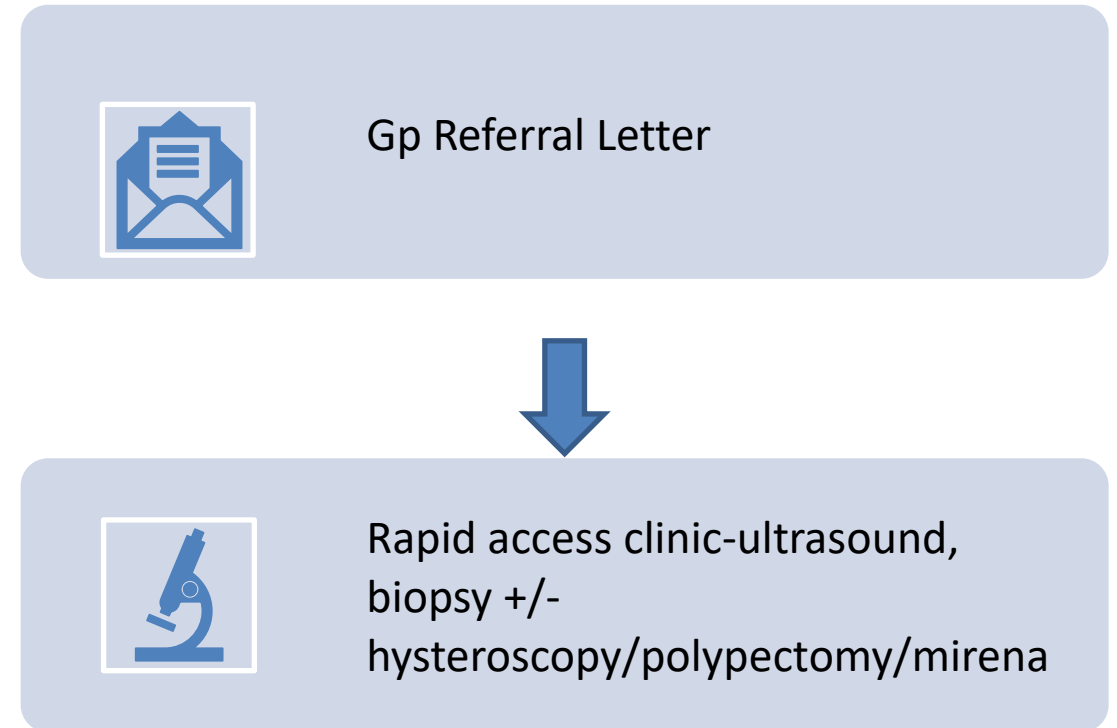 Gp Referral Letter
Rapid access clinic-ultrasound,
biopsy +/-
hysteroscopy/polypectomy/mirena